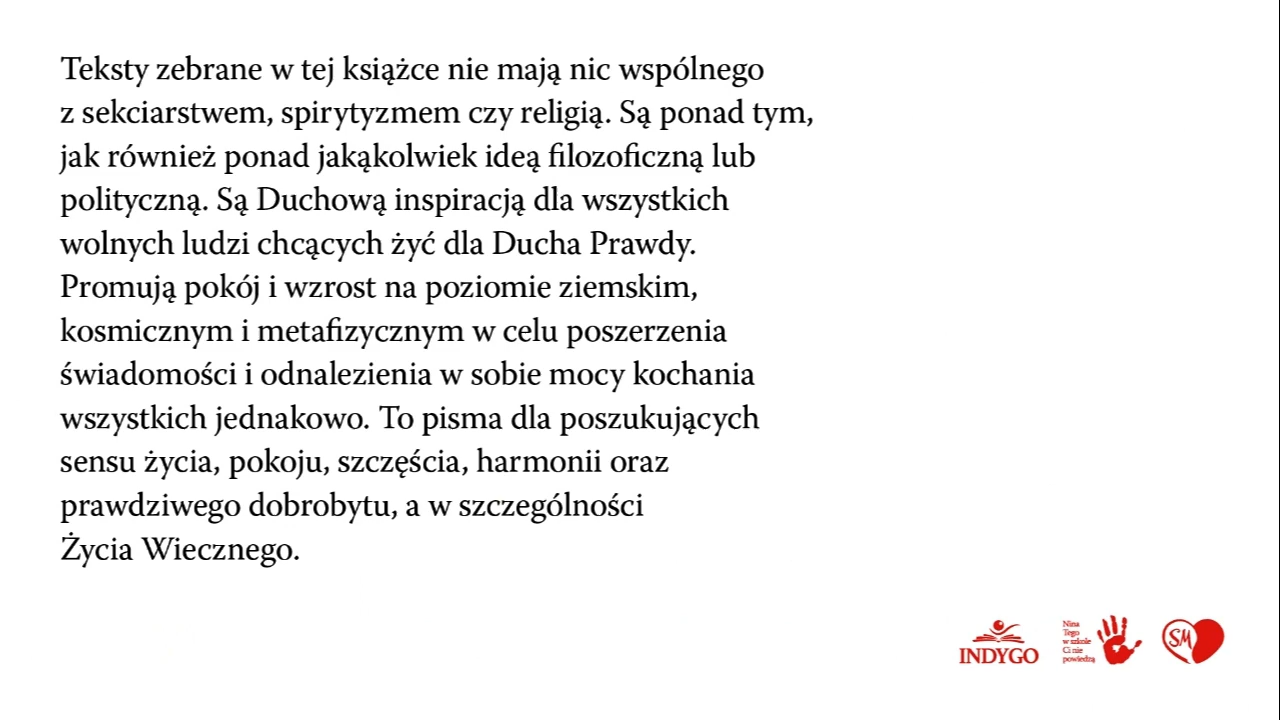 Teksty zebrane w tej książce nie mają nic wspólnego
z sekciarstwem, spirytyzmem czy religią. Są ponad tym,
jak również ponad jakąkolwiek ideą filozoficzną lub
polityczną. Są Duchową inspiracją dla wszystkich
wolnych ludzi chcących żyć dla Ducha Prawdy.
Promują pokój i wzrost na poziomie ziemskim,
kosmicznym i metafizycznym w celu poszerzenia
świadomości i odnalezienia w sobie mocy kochania
wszystkich jednakowo. To pisma dla poszukujących
sensu życia, pokoju, szczęścia, harmonii oraz
prawdziwego dobrobytu, a w szczególności
Życia Wiecznego.
INDYGO
Nina
Tego
w szkole
Ci nie
powiedzą
SM